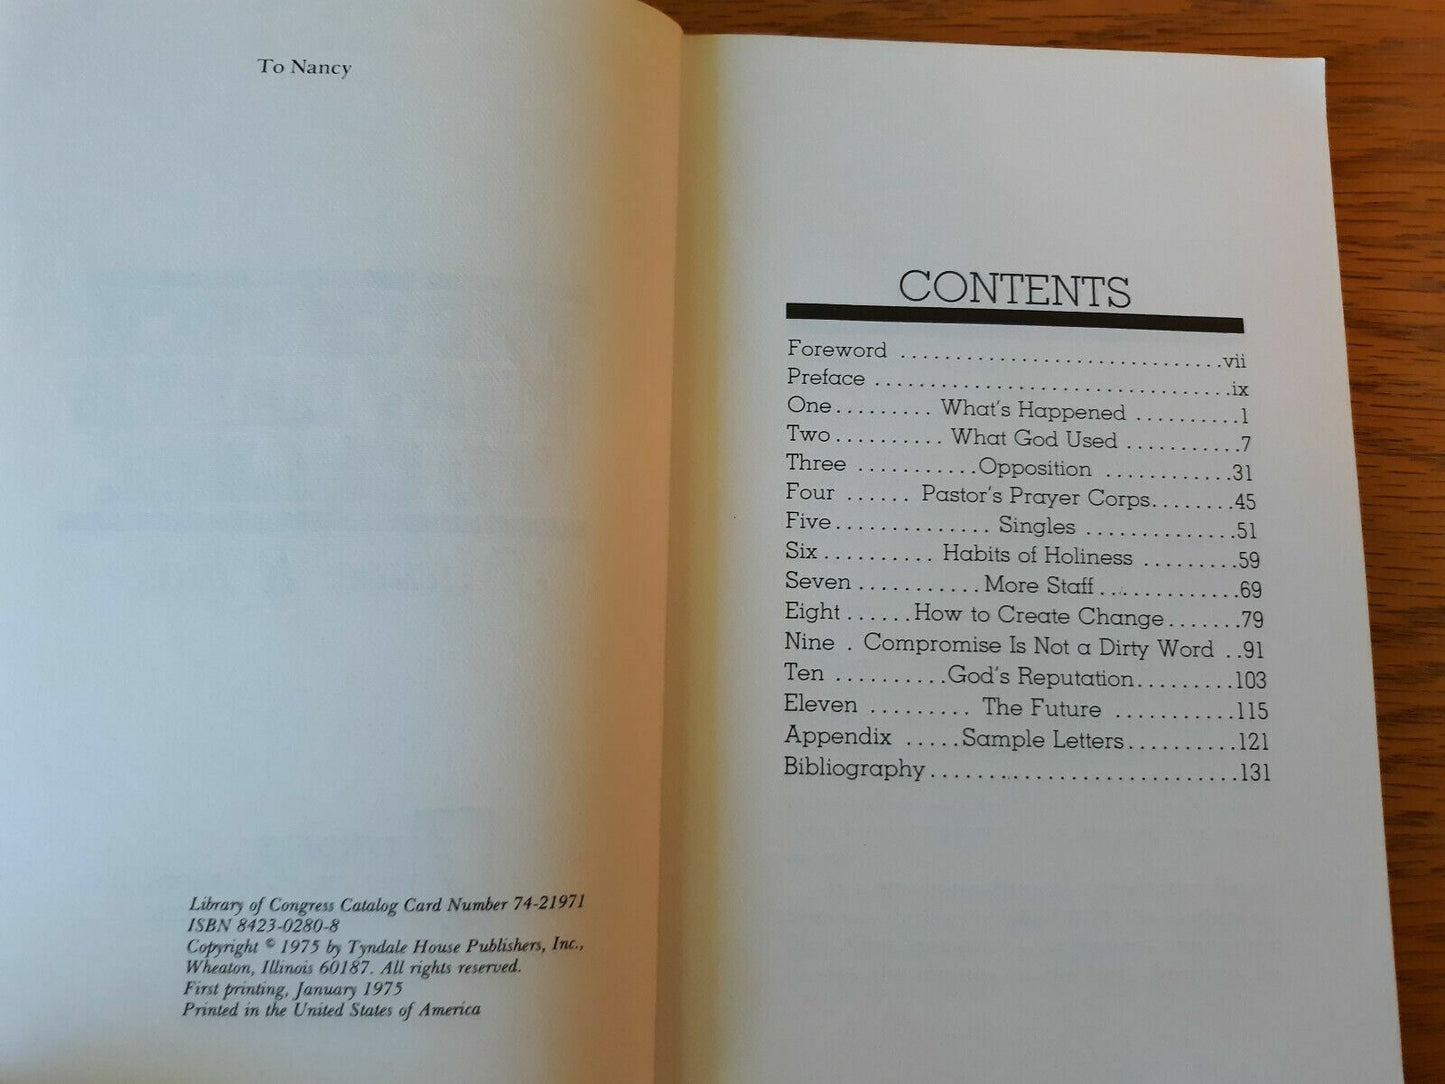 To Nancy
Library of Congress Catalog Card Number 74-21971
ISBN 8423-0280-8
Copyright © 1975 by Tyndale House Publishers, Inc.,
Wheaton, Illinois 60187. All rights reserved.
First printing, January 1975
Printed in the United States of America
CONTENTS
Foreword ..............................vii
Preface .................................ix
One......... What's Happened ..........1
Two.......... What God Used ...........7
Three ...........Opposition ............31
Four ...... Pastor's Prayer Corps........45
Five.............. Singles ..............51
Six.......... Habits of Holiness .........59
Seven...........More Staff.............69
Eight......How to Create Change.......79
Nine . Compromise Is Not a Dirty Word ..91
Ten ..........God's Reputation.........103
Eleven ......... The Future ...........115
Appendix .....Sample Letters..........121
Bibliography............................131